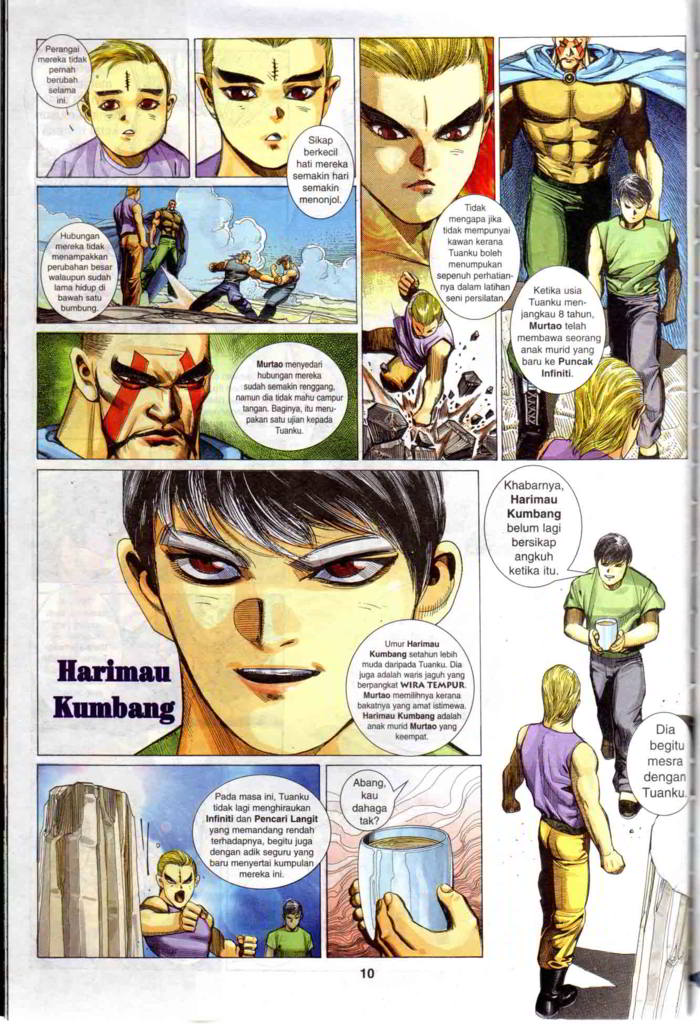 Perangai
mereka tidak
pernah
berubah
selama
ini.
Sikap
berkecil
hati mereka
semakin hari
semakin
menonjol.
Tidak
mengapa jika
tidak mempunyai
kawan kerana
Tuanku boleh
menumpukan
sepenuh perhatian-
nya dalam latihan
seni persilatan.
Hubungan
mereka tidak
menampakkan
perubahan besar
walaupun sudah
lama hidup di
bawah satu
bumbung.
Ketika usia
Tuanku men-
jangkau 8 tahun,
Murtao telah
membawa seorang
anak murid yang
baru ke Puncak
Infiniti.
Murtao menyedari
hubungan mereka
sudah semakin renggang,
namun dia tidak mahu campur
tangan. Baginya, itu meru-
pakan satu ujian kepada
Tuanku.
Harimau
Kumbang
Umur Harimau
Kumbang setahun lebih
muda daripada Tuanku. Dia
juga adalah waris jaguh yang
berpangkat WIRA TEMPUR.
Murtao memilihnya kerana
bakatnya yang amat istimewa.
Harimau Kumbang adalah
anak murid Murtao yang
keempat.
Khabarnya,
Harimau
Kumbang
belum lagi
bersikap
angkuh
ketika itu.
Pada masa ini, Tuanku
tidak lagi menghiraukan
Infiniti dan Pencari Langit
yang memandang rendah
terhadapnya, begitu juga
dengan adik seguru yang
baru menyertai kumpulan
mereka ini.
Abang,
kau
dahaga
tak?
Dia
begitu
mesra
dengan
Tuanku.
10